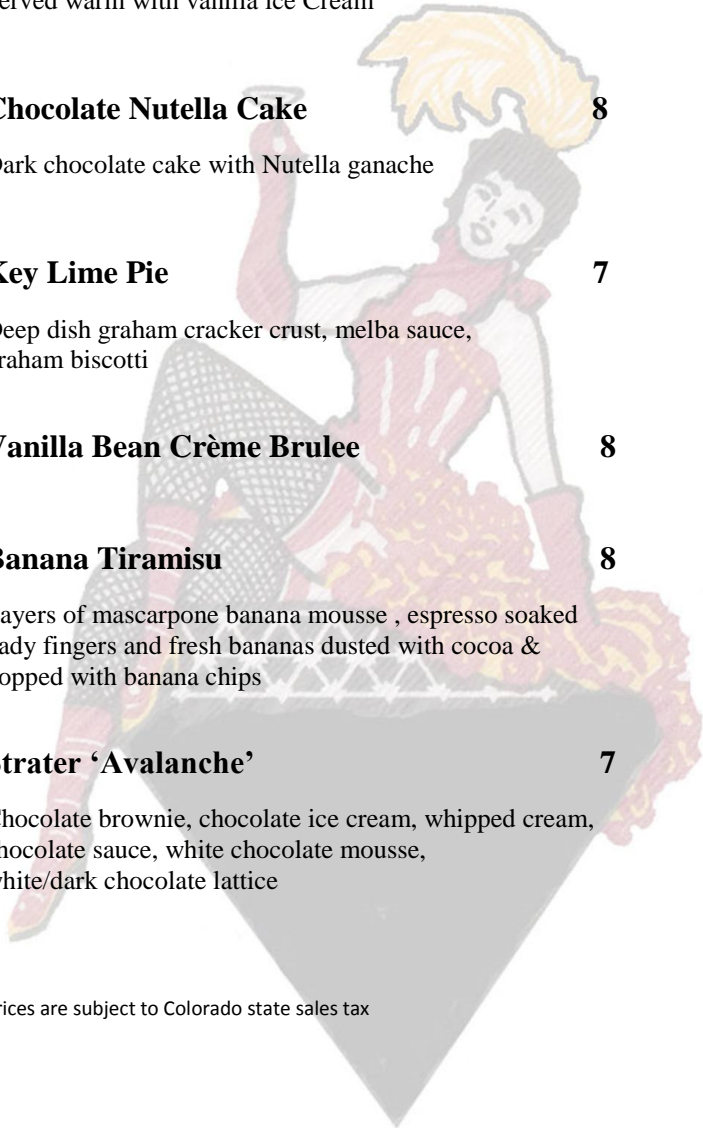 erved warm with vanilla Ice Cream
Chocolate Nutella Cake 8
Dark chocolate cake with Nutella ganache
Key Lime Pie 7
Deep dish graham cracker crust, melba sauce,
raham biscotti
Vanilla Bean Crème Brulee 8
Banana Tiramisu 8
ayers of mascarpone banana mousse , espresso soaked
ady fingers and fresh bananas dusted with cocoa &
opped with banana chips
Strater ‘Avalanche’ 7
Chocolate brownie, chocolate ice cream, whipped cream,
hocolate sauce, white chocolate mousse,
white/dark chocolate lattice
rices are subject to Colorado state sales tax